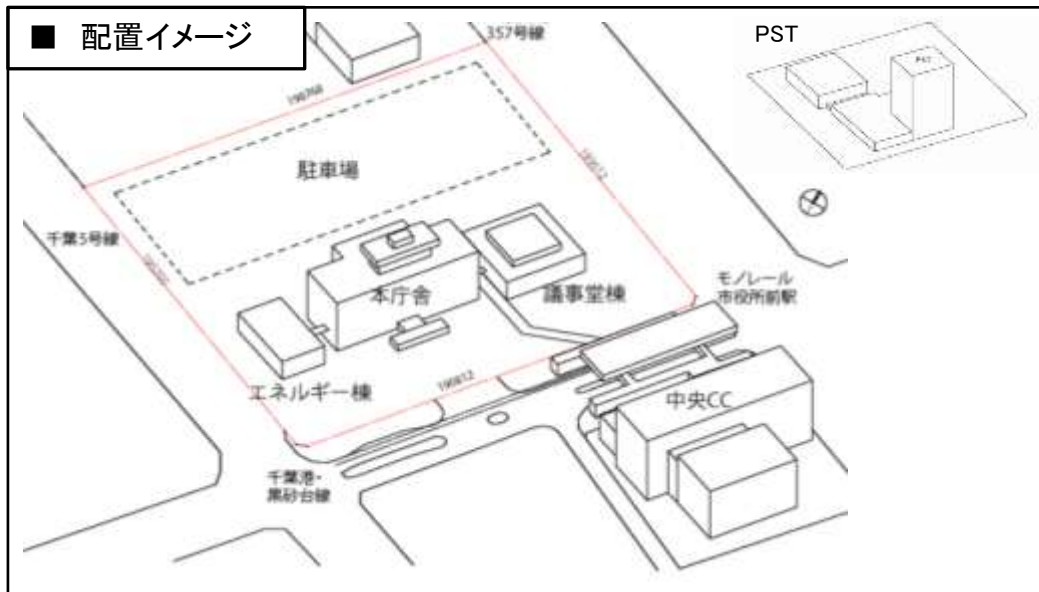 ■ 配置イメージ
PST
357号線
駐車場
千葉5号線
本庁舎
議事堂棟
モノレール
市役所前駅
エネルギー棟
中央CC
千葉港・
黒砂台線